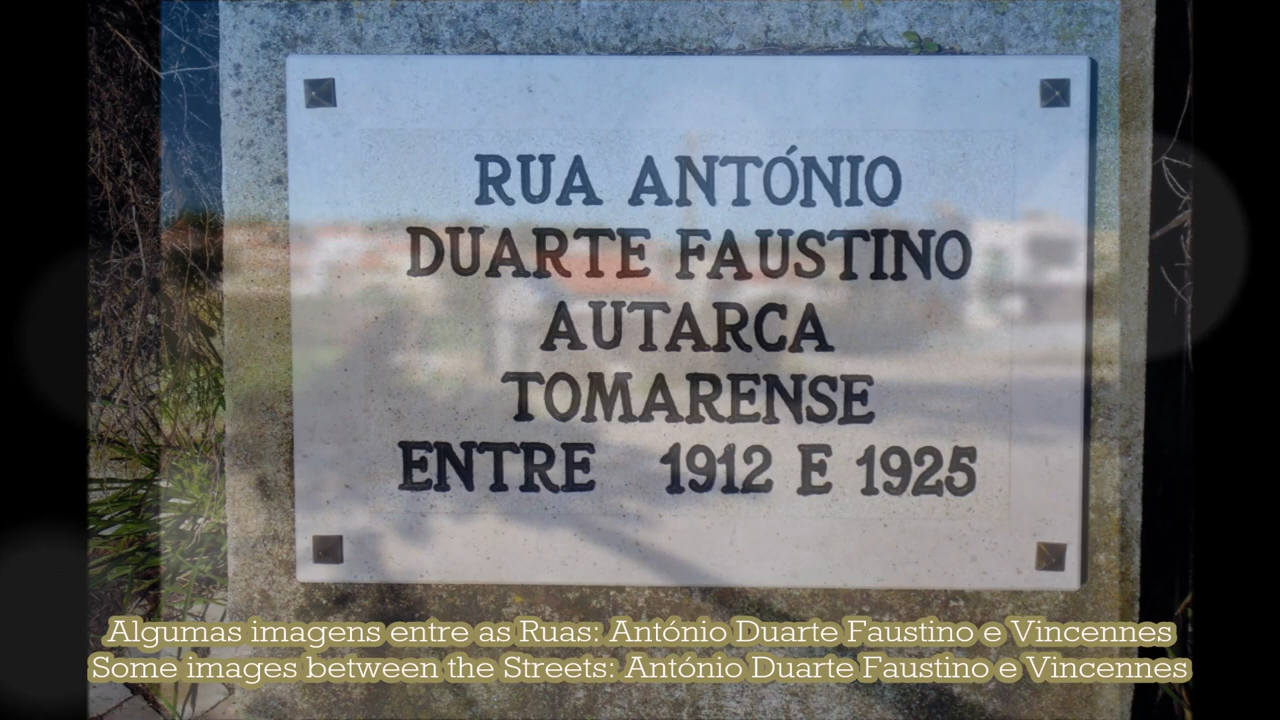 RUA ANTÓNIO
DUARTE FAUSTINO
AUTARCA
TOMARENSE
ENTRE 1912 E 1925
Algumas imagens entre as Ruas: António Duarte Faustino e Vincennes
Some images between the Streets: António Duarte Faustino e Vincennes